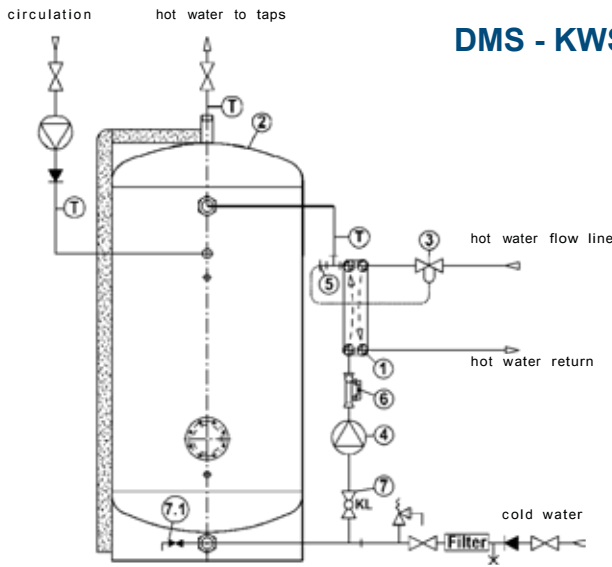 circulation
hot water to taps
DMS - KWS
T
2
T
T
3
hot water flow line
5
1
hot water return
6
4
7
7.1
KL
cold water
Filter